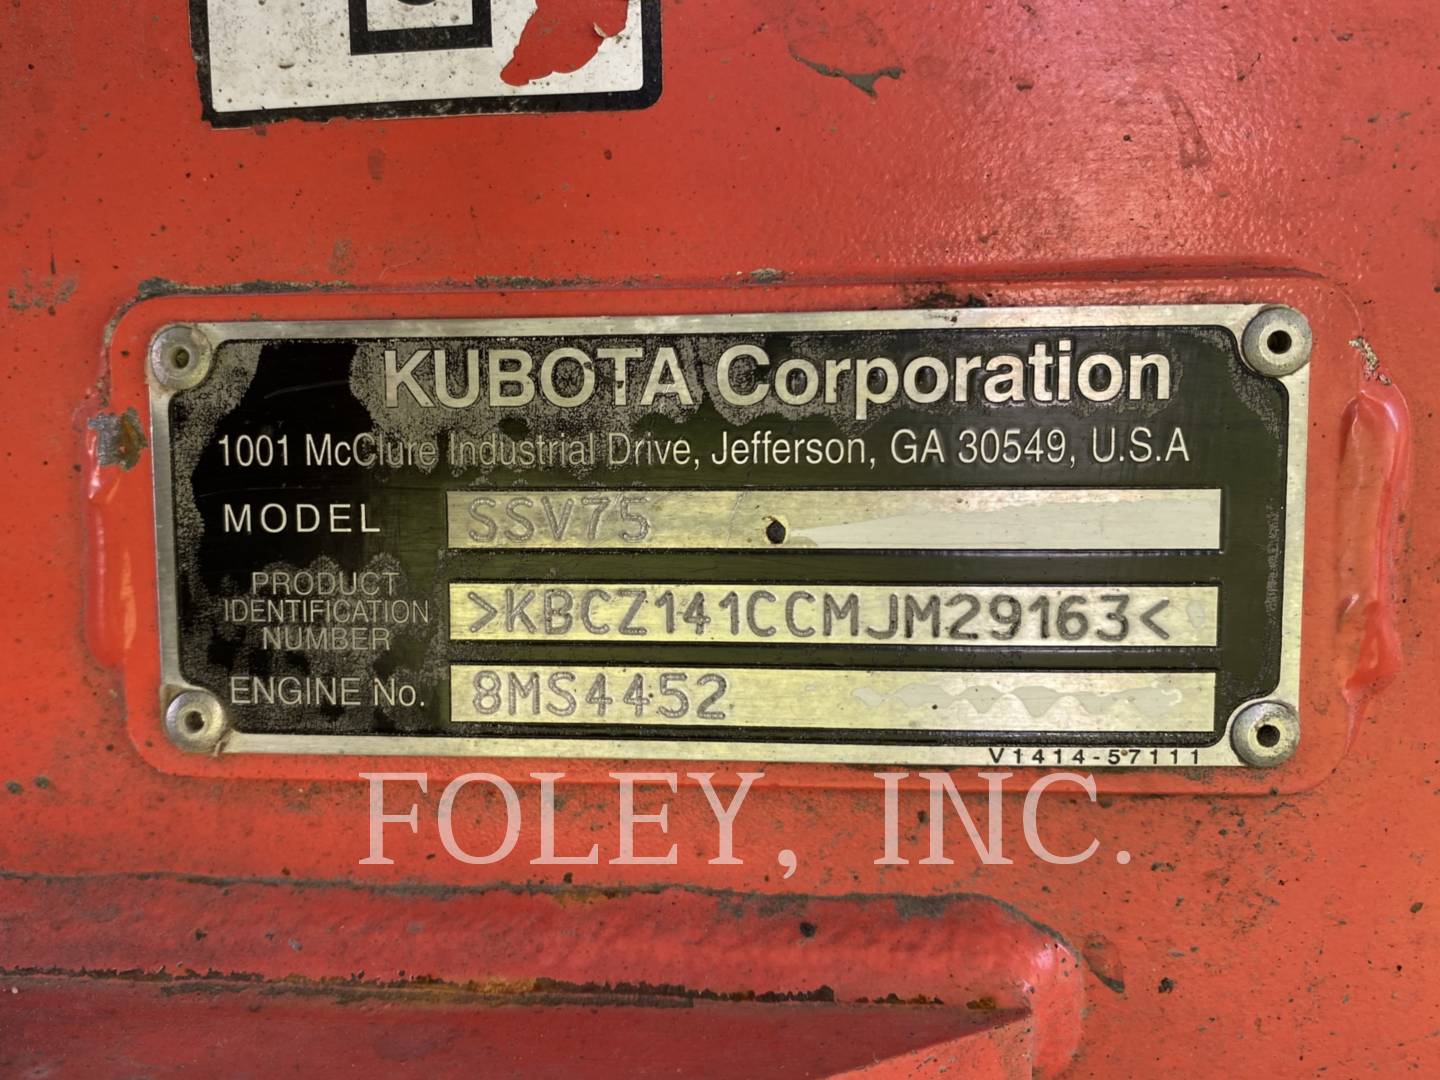 KUBOTA Corporation
1001 McClure Industrial Drive, Jefferson, GA 30549, U.S.A
MODEL SSV75
PRODUCT
IDENTIFICATION
NUMBER >KBCZ141CCMJM29163<
ENGINE No. 8MS4452
V1414-57111
FOLEY, INC.